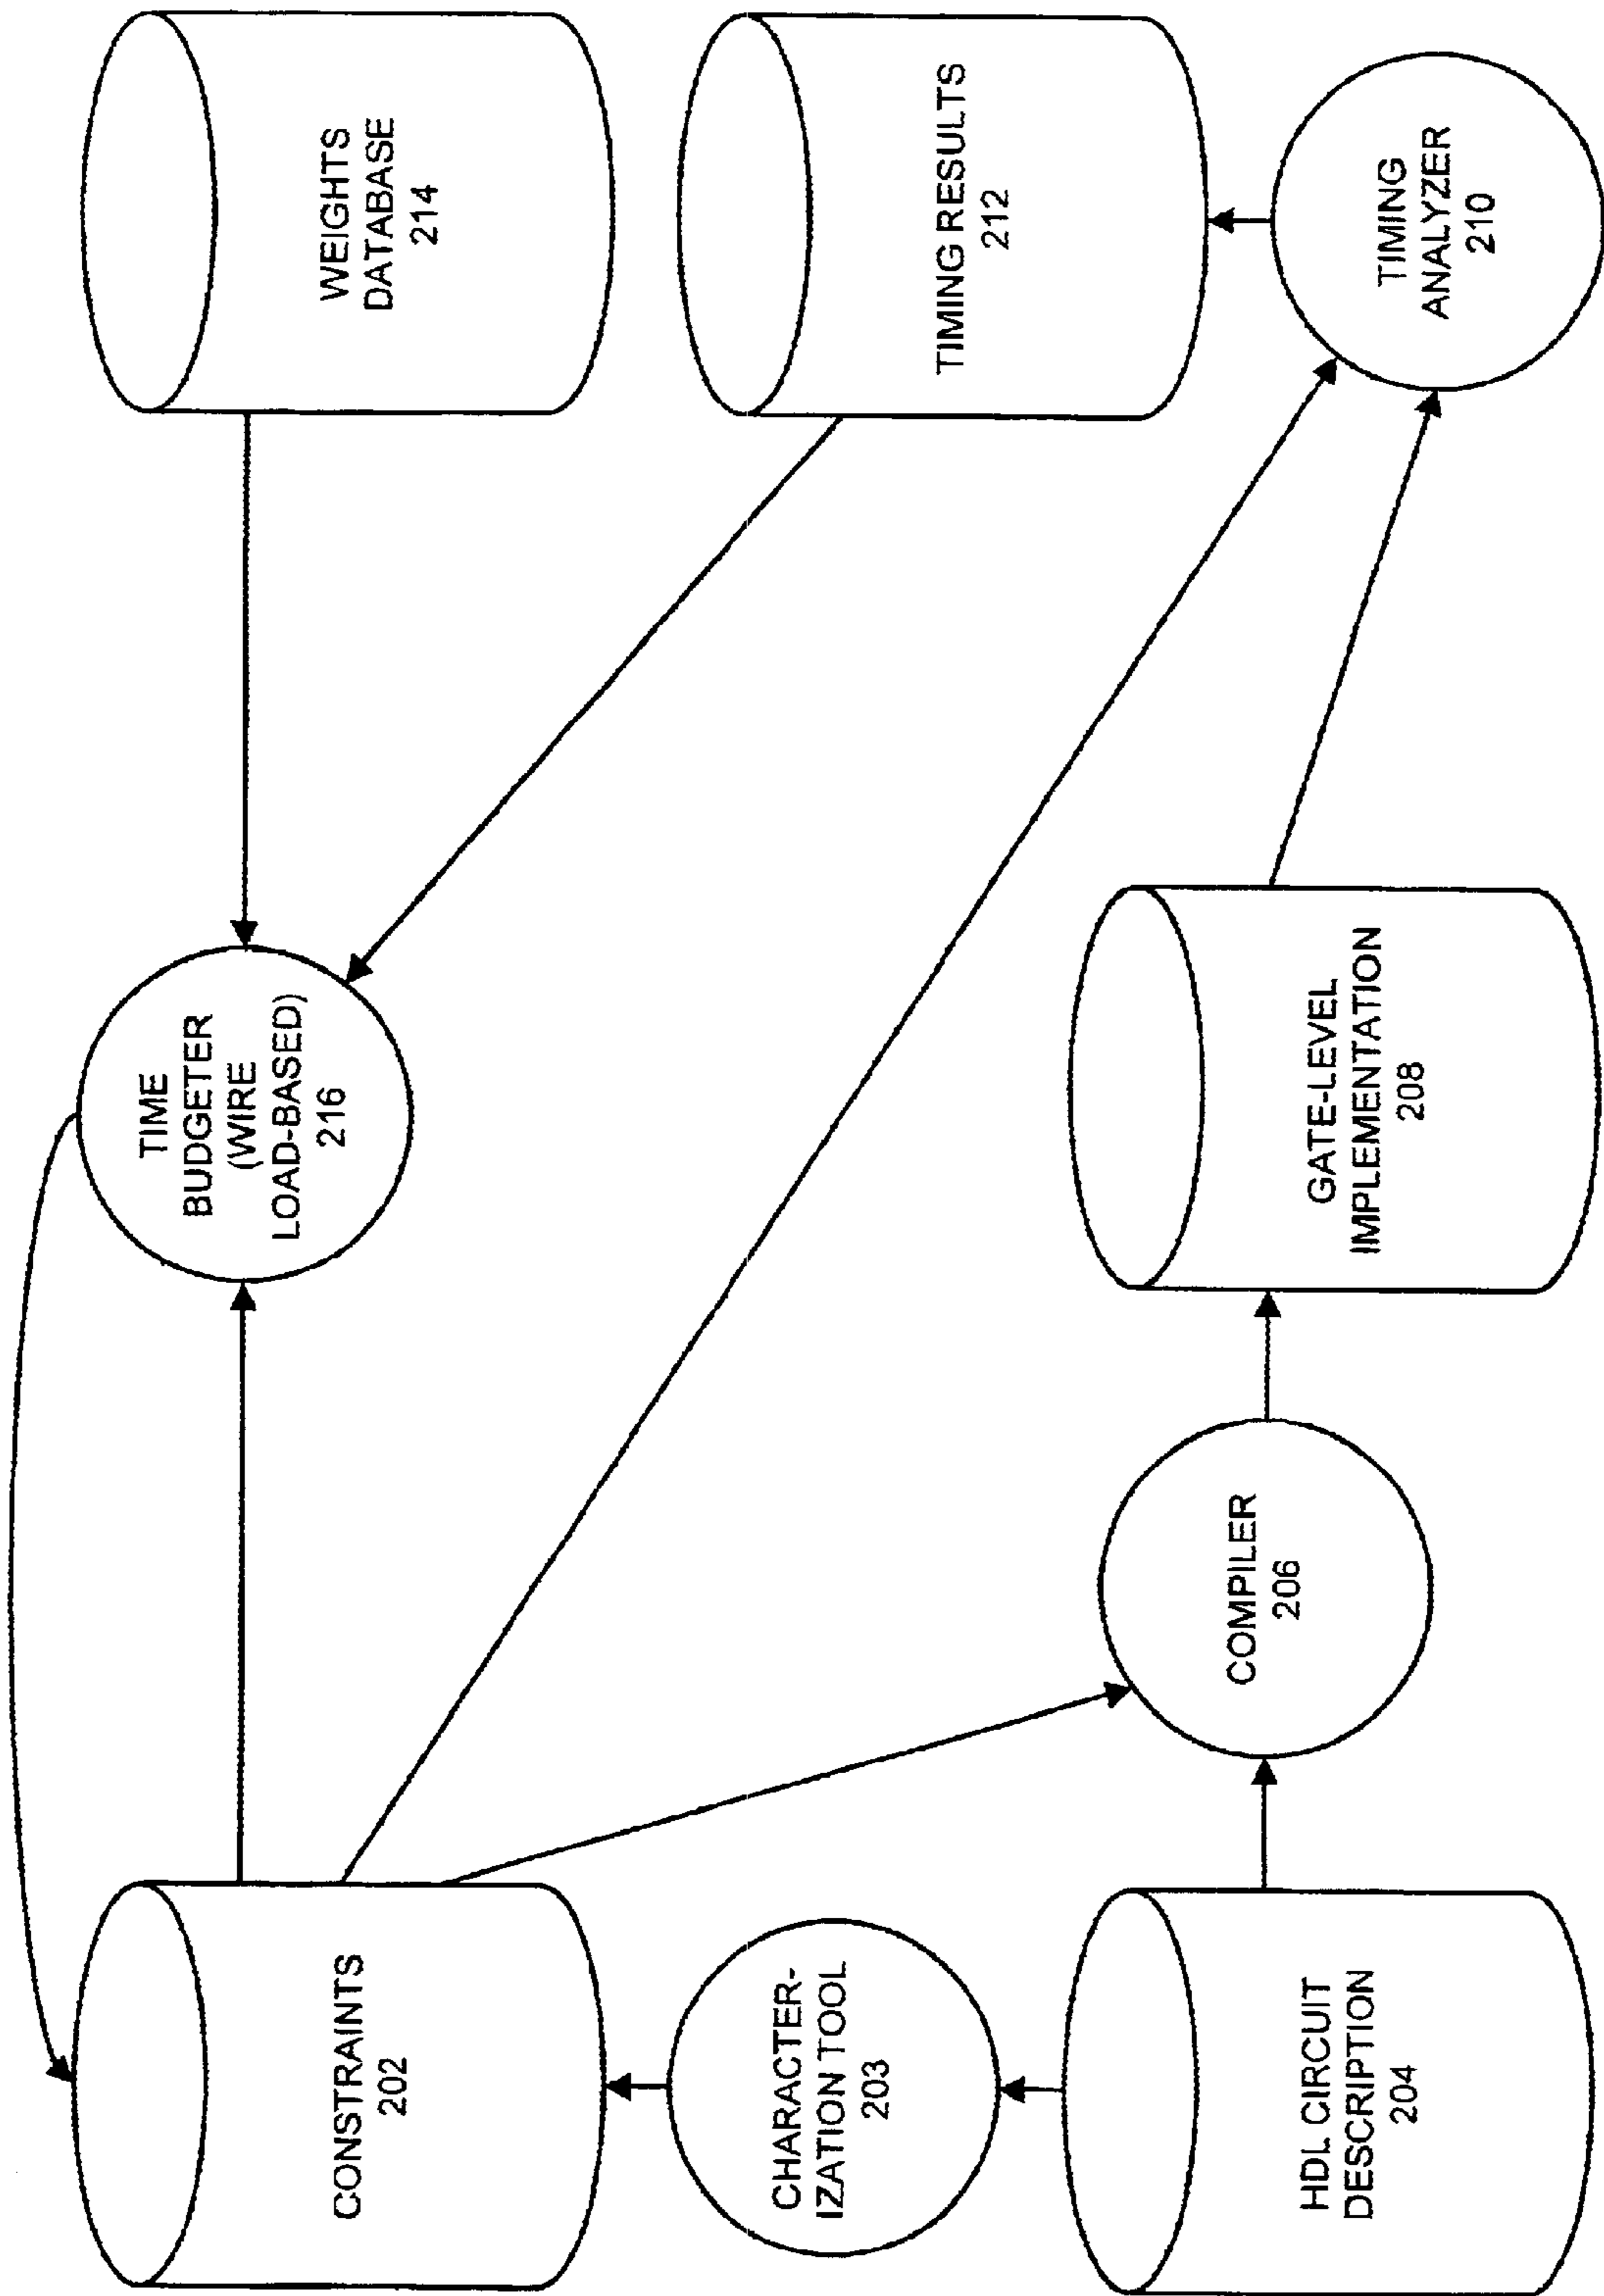 CONSTRAINTS
202
TIME
BUDGETER
(WIRE
LOAD-BASED)
216
WEIGHTS
DATABASE
214
CHARACTER-
IZATION TOOL
203
TIMING RESULTS
212
HDL CIRCUIT
DESCRIPTION
204
COMPILER
206
GATE-LEVEL
IMPLEMENTATION
208
TIMING
ANALYZER
210